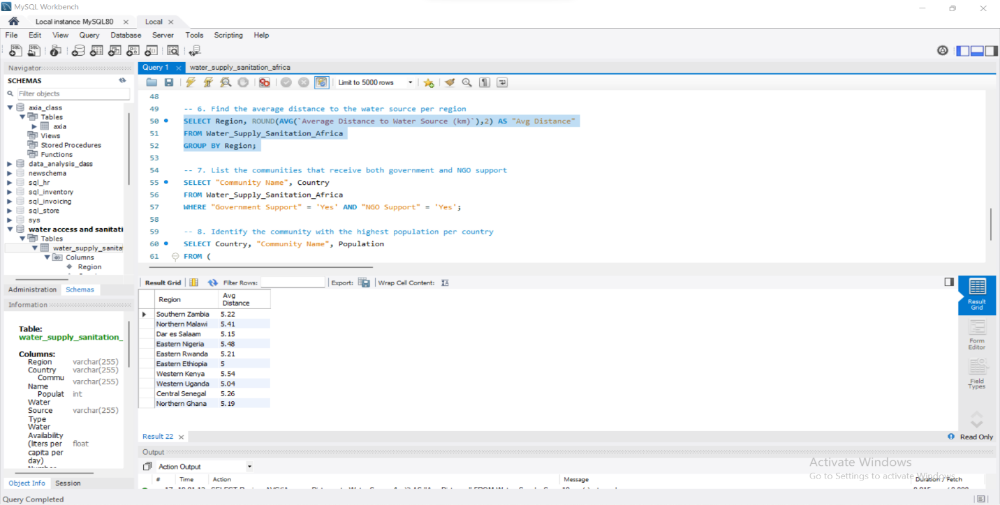 MySQL Workbench
Local instance MySQL80 ×
Local ×
File Edit View Query Database Server Tools Scripting Help
Navigator
SCHEMAS
Filter objects
axia_class
Tables
axia
Views
Stored Procedures
Functions
data_analysis_dass
newschema
sql_hr
sql_inventory
sql_invoicing
sql_store
sys
water access and sanitati
Tables
water_supply_sanita
Columns
Region
Administration Schemas
Information
Table:
water_supply_sanitation_
Columns:
Region varchar(255)
Country varchar(255)
Commu
Name varchar(255)
Populat int
Water
Source varchar(255)
Type
Water
Availability
(liters per float
capita per
day)
Object Info Session
Query Completed
Query 1 × water_supply_sanitation_africa
Limit to 5000 rows
48
49 -- 6. Find the average distance to the water source per region
50 SELECT Region, ROUND(AVG(`Average Distance to Water Source (km)`),2) AS "Avg Distance"
51 FROM Water_Supply_Sanitation_Africa
52 GROUP BY Region;
53
54 -- 7. List the communities that receive both government and NGO support
55 SELECT "Community Name", Country
56 FROM Water_Supply_Sanitation_Africa
57 WHERE "Government Support" = 'Yes' AND "NGO Support" = 'Yes';
58
59 -- 8. Identify the community with the highest population per country
60 SELECT Country, "Community Name", Population
61 FROM (
Result Grid Filter Rows: Export: Wrap Cell Content:
Region Avg Distance
Southern Zambia 5.22
Northern Malawi 5.41
Dar es Salaam 5.15
Eastern Nigeria 5.48
Eastern Rwanda 5.21
Eastern Ethiopia 5
Western Kenya 5.54
Western Uganda 5.04
Central Senegal 5.26
Northern Ghana 5.19
Result Grid
Form Editor
Field Types
Result 22 ×
Read Only
Output
Action Output
# Time Action Message Duration / Fetch
Activate Windows
Go to Settings to activate Windows.